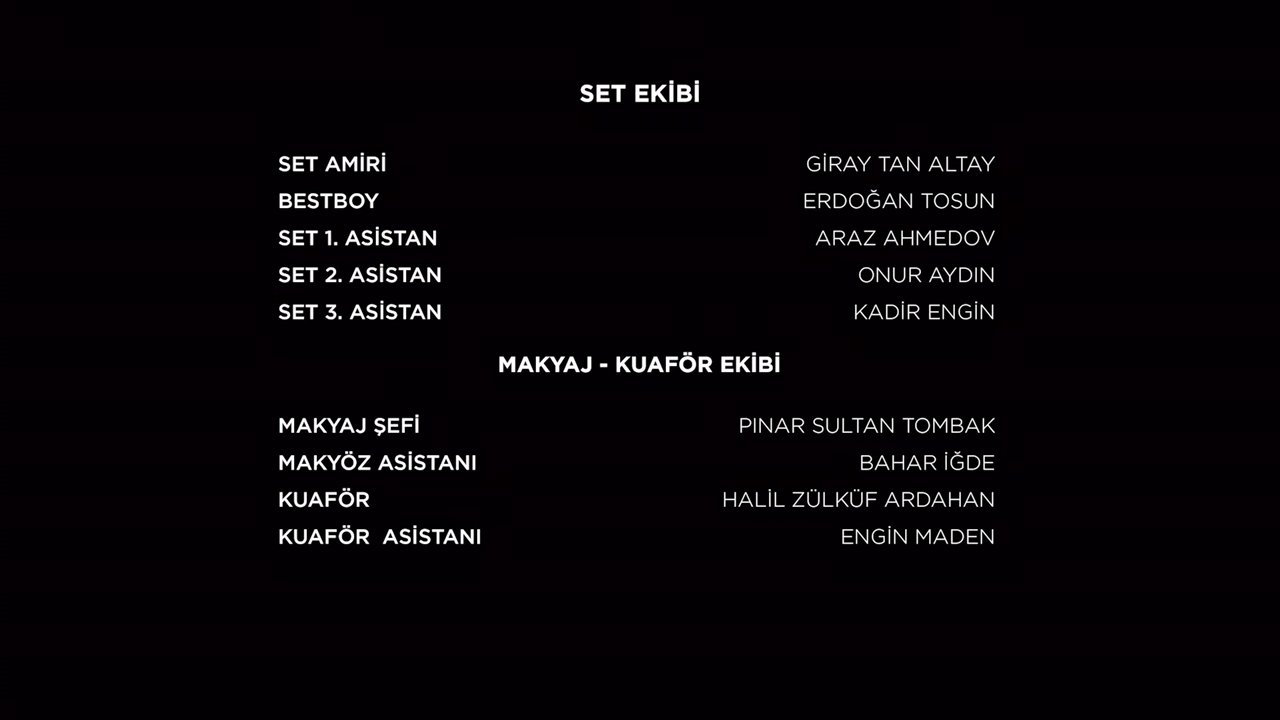 SET EKİBİ
SET AMİRİ GİRAY TAN ALTAY
BESTBOY ERDOĞAN TOSUN
SET 1. ASİSTAN ARAZ AHMEDOV
SET 2. ASİSTAN ONUR AYDIN
SET 3. ASİSTAN KADİR ENGİN
MAKYAJ - KUAFÖR EKİBİ
MAKYAJ ŞEFİ PINAR SULTAN TOMBAK
MAKYÖZ ASİSTANI BAHAR İĞDE
KUAFÖR HALİL ZÜLKÜF ARDAHAN
KUAFÖR ASİSTANI ENGİN MADEN